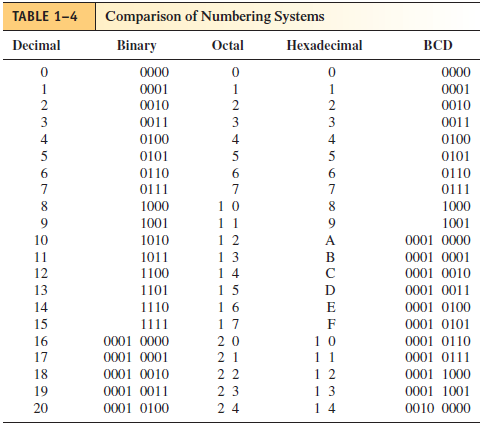 TABLE 1–4 Comparison of Numbering Systems
Decimal Binary Octal Hexadecimal BCD
0 0000 0 0 0000
1 0001 1 1 0001
2 0010 2 2 0010
3 0011 3 3 0011
4 0100 4 4 0100
5 0101 5 5 0101
6 0110 6 6 0110
7 0111 7 7 0111
8 1000 1 0 8 1000
9 1001 1 1 9 1001
10 1010 1 2 A 0001 0000
11 1011 1 3 B 0001 0001
12 1100 1 4 C 0001 0010
13 1101 1 5 D 0001 0011
14 1110 1 6 E 0001 0100
15 1111 1 7 F 0001 0101
16 0001 0000 2 0 1 0 0001 0110
17 0001 0001 2 1 1 1 0001 0111
18 0001 0010 2 2 1 2 0001 1000
19 0001 0011 2 3 1 3 0001 1001
20 0001 0100 2 4 1 4 0010 0000